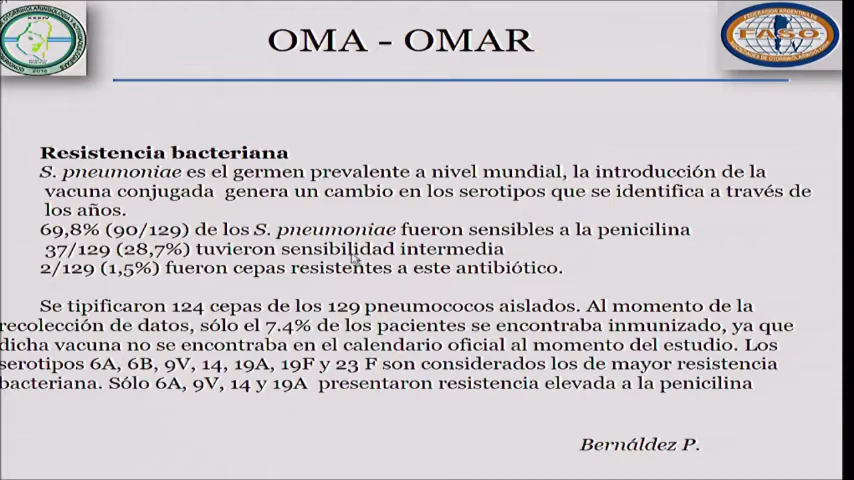 OMA - OMAR
FASO
Resistencia bacteriana
S. pneumoniae es el germen prevalente a nivel mundial, la introducción de la
vacuna conjugada genera un cambio en los serotipos que se identifica a través de
los años.
69,8% (90/129) de los S. pneumoniae fueron sensibles a la penicilina
37/129 (28,7%) tuvieron sensibilidad intermedia
2/129 (1,5%) fueron cepas resistentes a este antibiótico.
Se tipificaron 124 cepas de los 129 pneumococos aislados. Al momento de la
recolección de datos, sólo el 7.4% de los pacientes se encontraba inmunizado, ya que
dicha vacuna no se encontraba en el calendario oficial al momento del estudio. Los
serotipos 6A, 6B, 9V, 14, 19A, 19F y 23 F son considerados los de mayor resistencia
bacteriana. Sólo 6A, 9V, 14 y 19A presentaron resistencia elevada a la penicilina
Bernáldez P.